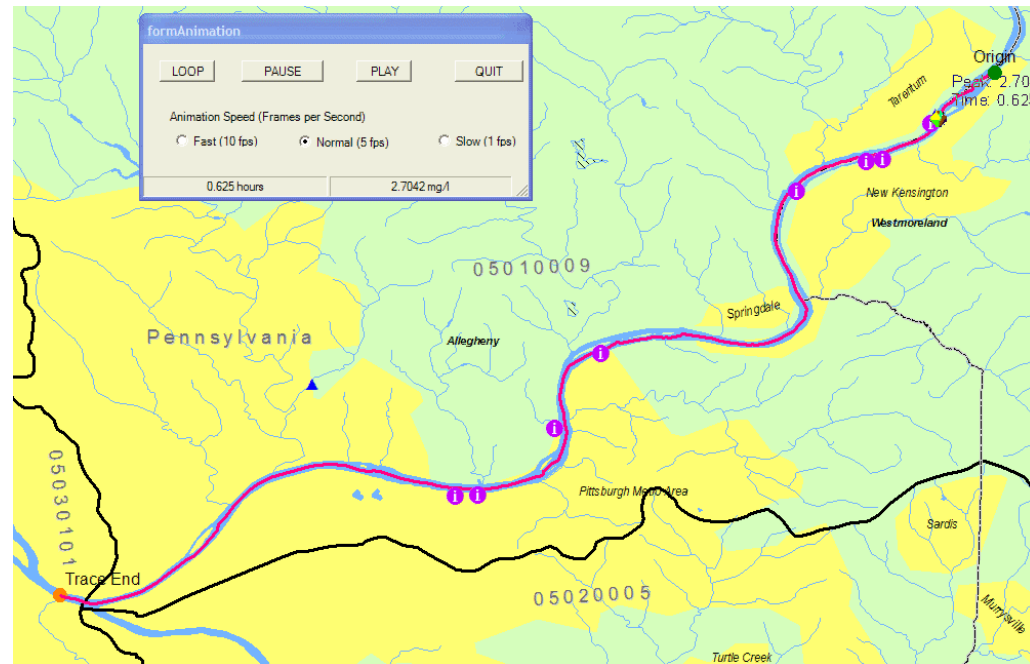 formAnimation
LOOP
PAUSE
PLAY
QUIT
Animation Speed (Frames per Second)
Fast (10 fps)
Normal (5 fps)
Slow (1 fps)
0.625 hours
2.7042 mg/l
Origin
Peak: 2.70
Time: 0.625
Tarentum
i
i i
i
New Kensington
Westmoreland
05010009
Springdale
Pennsylvania
Allegheny
i
i
i i
05030101
Pittsburgh Metro Area
Sardis
Trace End
05020005
Murrysville
Turtle Creek